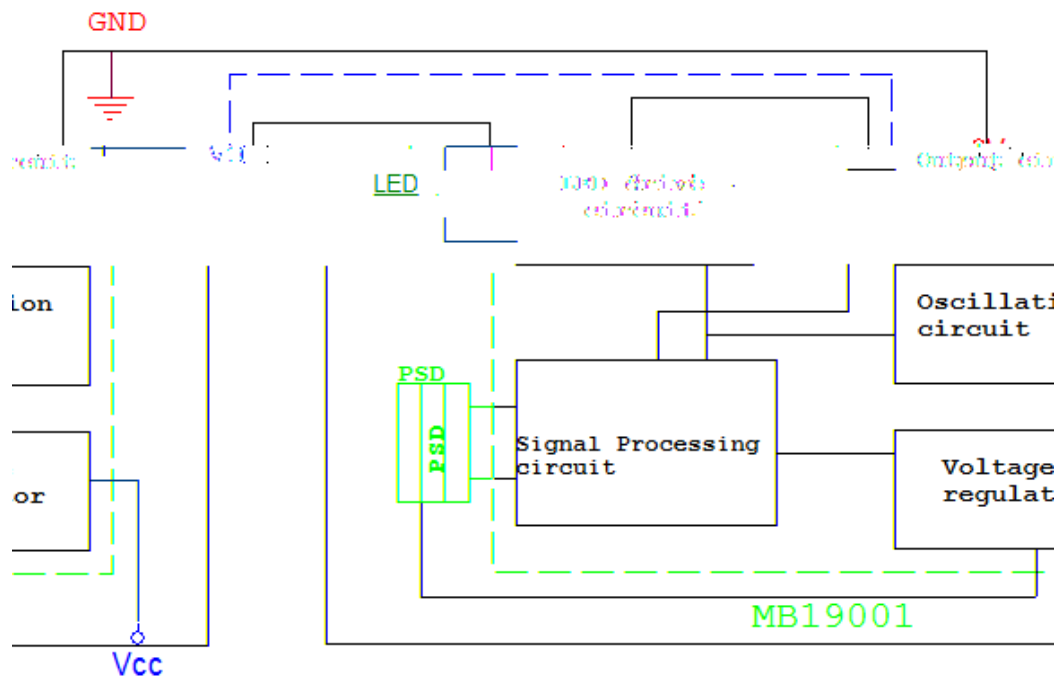 GND
LED
ion
Oscillati
circuit
PSD
PSD
Signal Processing
circuit
or
Voltage
regulat
MB19001
Vcc